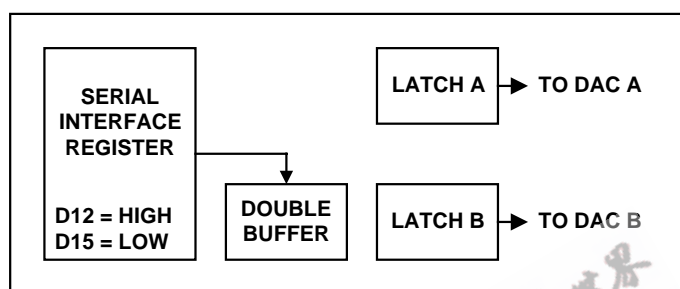 SERIAL
INTERFACE
REGISTER
D12 = HIGH
D15 = LOW
DOUBLE
BUFFER
LATCH A
TO DAC A
LATCH B
TO DAC B